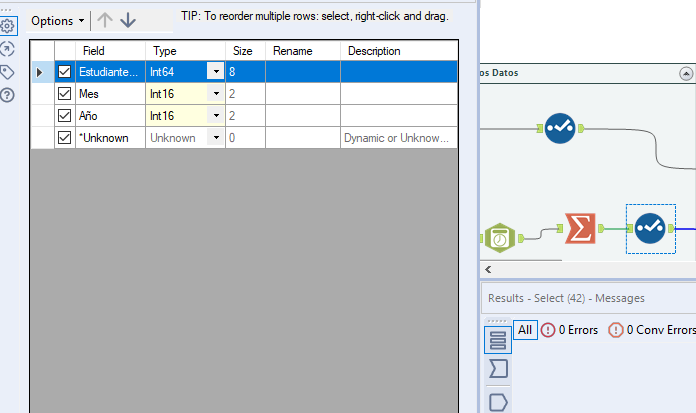 Options
TIP: To reorder multiple rows: select, right-click and drag.
Field Type Size Rename Description
Estudiante... Int64 8
Mes Int16 2
Año Int16 2
*Unknown Unknown 0 Dynamic or Unknow...
os Datos
Results - Select (42) - Messages
All 0 Errors 0 Conv Errors